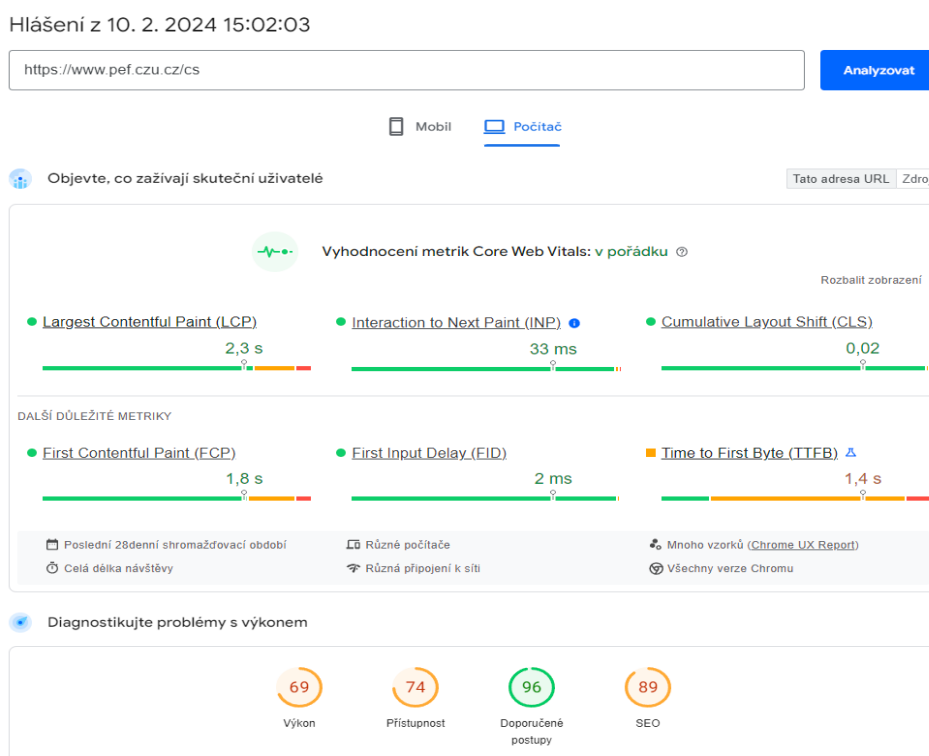 Hlášení z 10. 2. 2024 15:02:03
https://www.pef.czu.cz/cs
Analyzovat
Mobil
Počítač
Objevte, co zažívají skuteční uživatelé
Tato adresa URL
Vyhodnocení metrik Core Web Vitals: v pořádku
Rozbalit zobrazení
Largest Contentful Paint (LCP)
2,3 s
Interaction to Next Paint (INP)
33 ms
Cumulative Layout Shift (CLS)
0,02
DALŠÍ DŮLEŽITÉ METRIKY
First Contentful Paint (FCP)
1,8 s
First Input Delay (FID)
2 ms
Time to First Byte (TTFB)
1,4 s
Poslední 28denní shromažďovací období
Různé počítače
Mnoho vzorků (Chrome UX Report)
Celá délka návštěvy
Různá připojení k síti
Všechny verze Chromu
Diagnostikujte problémy s výkonem
69
Výkon
74
Přístupnost
96
Doporučené
postupy
89
SEO